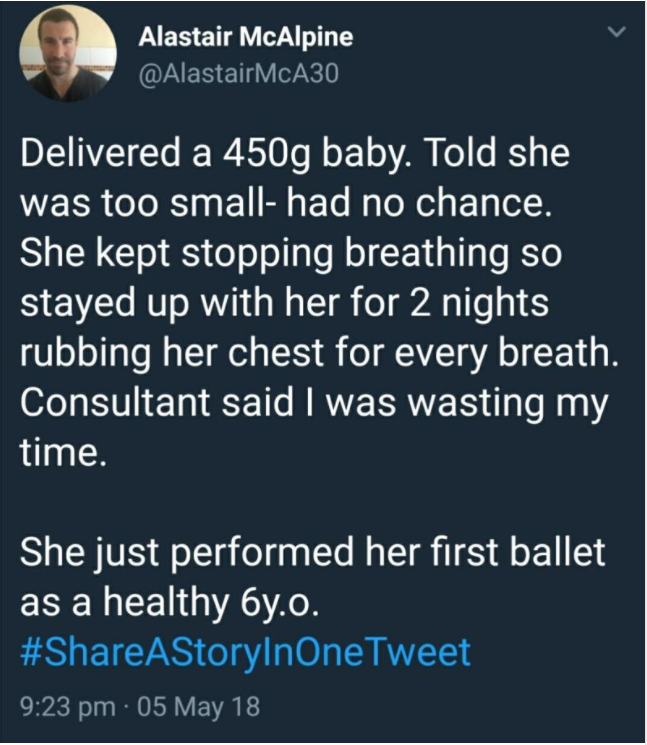 Alastair McAlpine
@AlastairMcA30
Delivered a 450g baby. Told she
was too small- had no chance.
She kept stopping breathing so
stayed up with her for 2 nights
rubbing her chest for every breath.
Consultant said I was wasting my
time.
She just performed her first ballet
as a healthy 6y.o.
#ShareAStoryInOneTweet
9:23 pm · 05 May 18